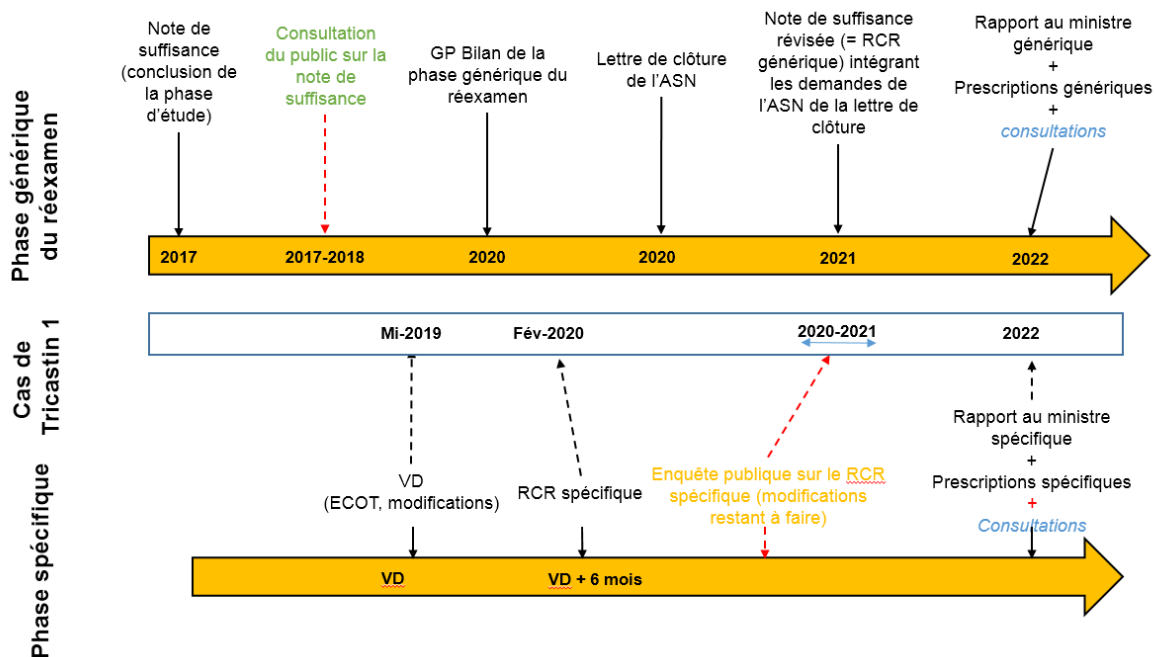 Phase générique
du réexamen
Note de
suffisance
(conclusion de
la phase
d'étude)
Consultation
du public sur la
note de
suffisance
GP Bilan de la
phase générique du
réexamen
Lettre de clôture
de l'ASN
Note de suffisance
révisée (= RCR
générique) intégrant
les demandes de
l'ASN de la lettre de
clôture
Rapport au ministre
générique
+
Prescriptions génériques
+
consultations
2017
2017-2018
2020
2020
2021
2022
Cas de
Tricastin 1
Mi-2019
Fév-2020
2020-2021
2022
Phase spécifique
VD
(ECOT, modifications)
RCR spécifique
Enquête publique sur le RCR
spécifique (modifications
restant à faire)
Rapport au ministre
spécifique
+
Prescriptions spécifiques
+
Consultations
VD
VD + 6 mois